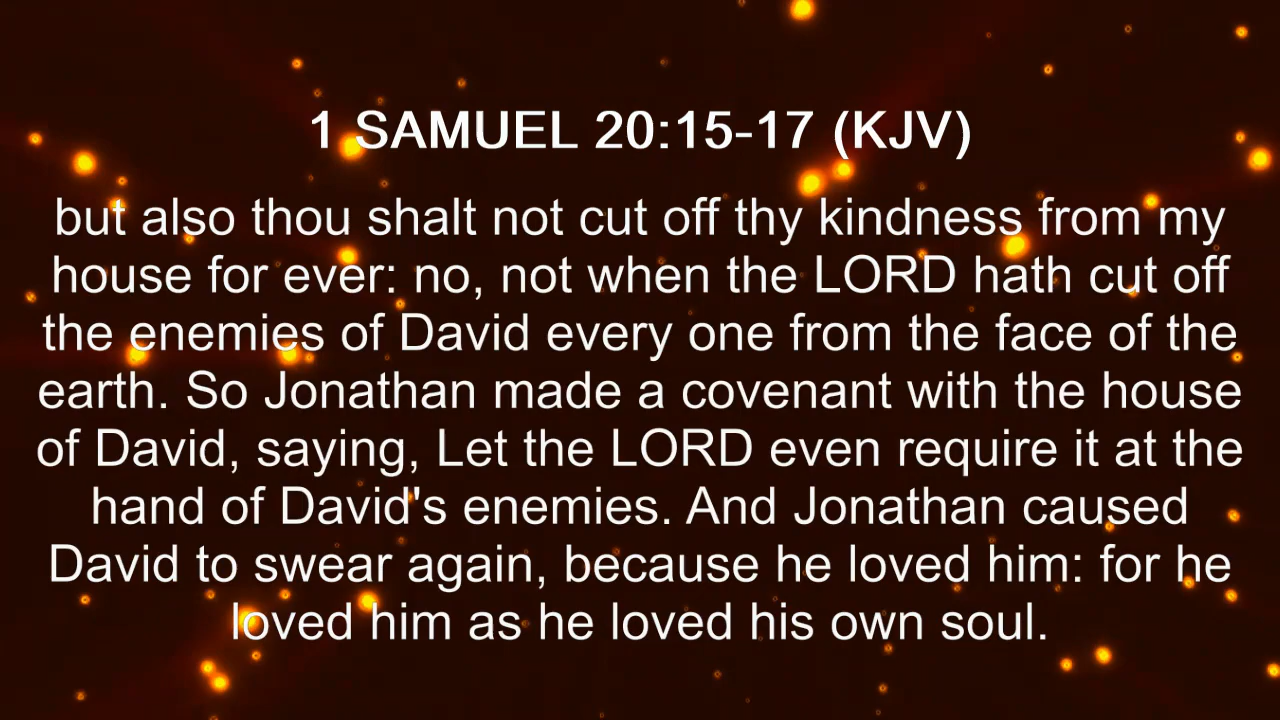 1 SAMUEL 20:15-17 (KJV)
but also thou shalt not cut off thy kindness from my
house for ever: no, not when the LORD hath cut off
the enemies of David every one from the face of the
earth. So Jonathan made a covenant with the house
of David, saying, Let the LORD even require it at the
hand of David's enemies. And Jonathan caused
David to swear again, because he loved him: for he
loved him as he loved his own soul.